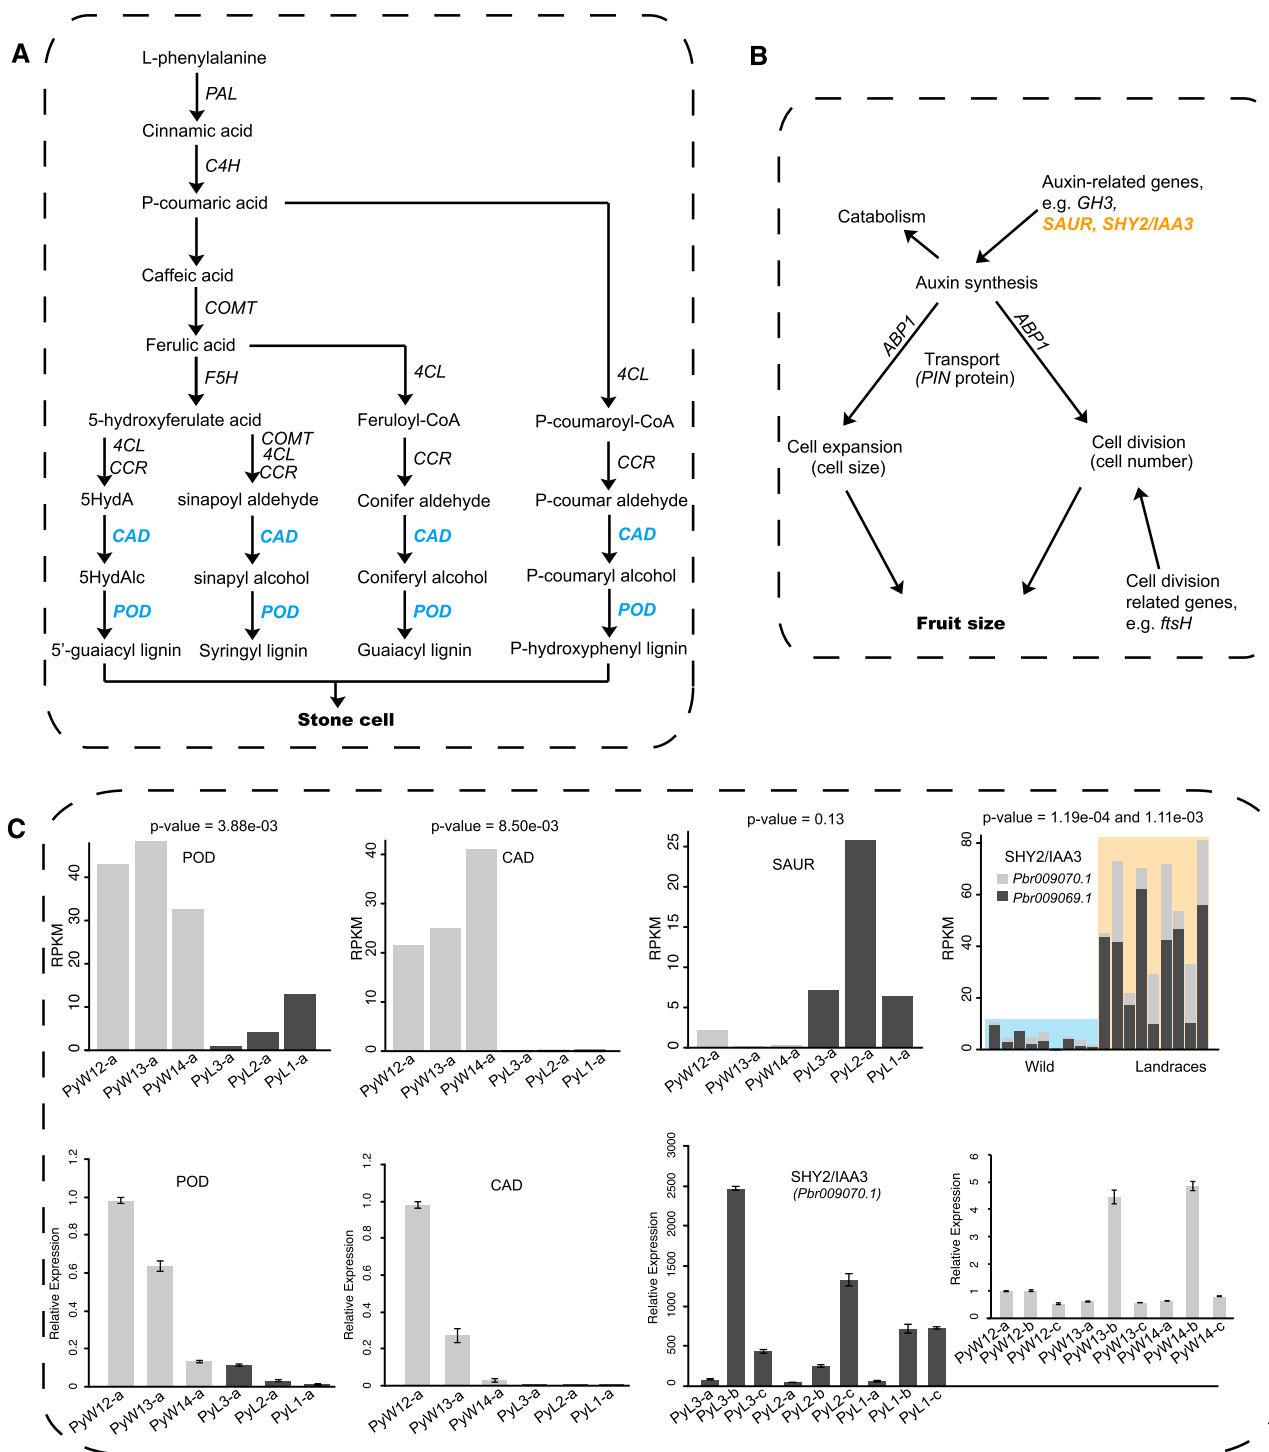 A
L-phenylalanine
PAL
Cinnamic acid
C4H
P-coumaric acid
Caffeic acid
COMT
Ferulic acid
F5H
4CL
4CL
5-hydroxyferulate acid
Feruloyl-CoA
P-coumaroyl-CoA
4CL
CCR
COMT
4CL
CCR
CCR
CCR
5HydA
sinapoyl aldehyde
Conifer aldehyde
P-coumar aldehyde
CAD
CAD
CAD
CAD
5HydAlc
sinapyl alcohol
Coniferyl alcohol
P-coumaryl alcohol
POD
POD
POD
POD
5'-guaiacyl lignin
Syringyl lignin
Guaiacyl lignin
P-hydroxyphenyl lignin
Stone cell
B
Auxin-related genes,
e.g. GH3,
SAUR, SHY2/IAA3
Catabolism
Auxin synthesis
ABP1
ABP1
Transport
(PIN protein)
Cell expansion
(cell size)
Cell division
(cell number)
Cell division
related genes,
e.g. ftsH
Fruit size
C
p-value = 3.88e-03
POD
RPKM
0
10
20
30
40
PyW12-a
PyW13-a
PyW14-a
PyL3-a
PyL2-a
PyL1-a
p-value = 8.50e-03
CAD
RPKM
0
10
20
30
40
PyW12-a
PyW13-a
PyW14-a
PyL3-a
PyL2-a
PyL1-a
p-value = 0.13
SAUR
RPKM
0
5
10
15
20
25
PyW12-a
PyW13-a
PyW14-a
PyL3-a
PyL2-a
PyL1-a
p-value = 1.19e-04 and 1.11e-03
SHY2/IAA3
Pbr009070.1
Pbr009069.1
RPKM
0
20
40
60
80
Wild
Landraces
POD
Relative Expression
0
0.2
0.4
0.6
0.8
1.0
1.2
PyW12-a
PyW13-a
PyW14-a
PyL3-a
PyL2-a
PyL1-a
CAD
Relative Expression
0
0.2
0.4
0.6
0.8
1.0
1.2
PyW12-a
PyW13-a
PyW14-a
PyL3-a
PyL2-a
PyL1-a
SHY2/IAA3
(Pbr009070.1)
Relative Expression
0
500
1000
1500
2000
2500
3000
PyL3-a
PyL3-b
PyL3-c
PyL2-a
PyL2-b
PyL2-c
PyL1-a
PyL1-b
PyL1-c
Relative Expression
0
1
2
3
4
5
6
PyW12-a
PyW12-b
PyW12-c
PyW13-a
PyW13-b
PyW13-c
PyW14-a
PyW14-b
PyW14-c